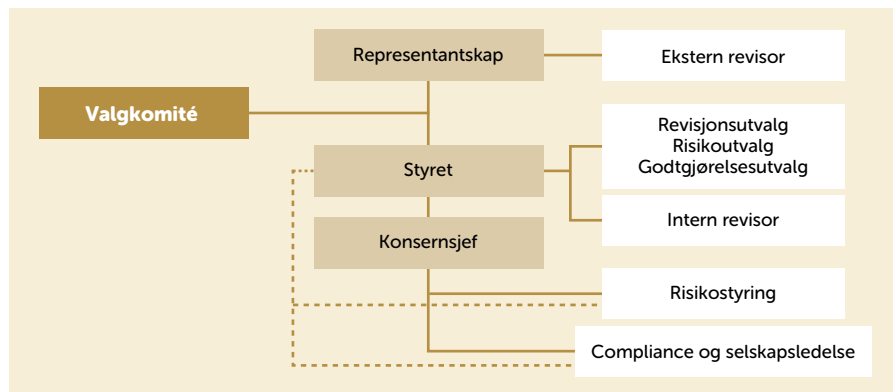 Representantskap
Ekstern revisor
Valgkomité
Revisjonsutvalg
Risikoutvalg
Godtgjørelsesutvalg
Styret
Intern revisor
Konsernsjef
Risikostyring
Compliance og selskapsledelse